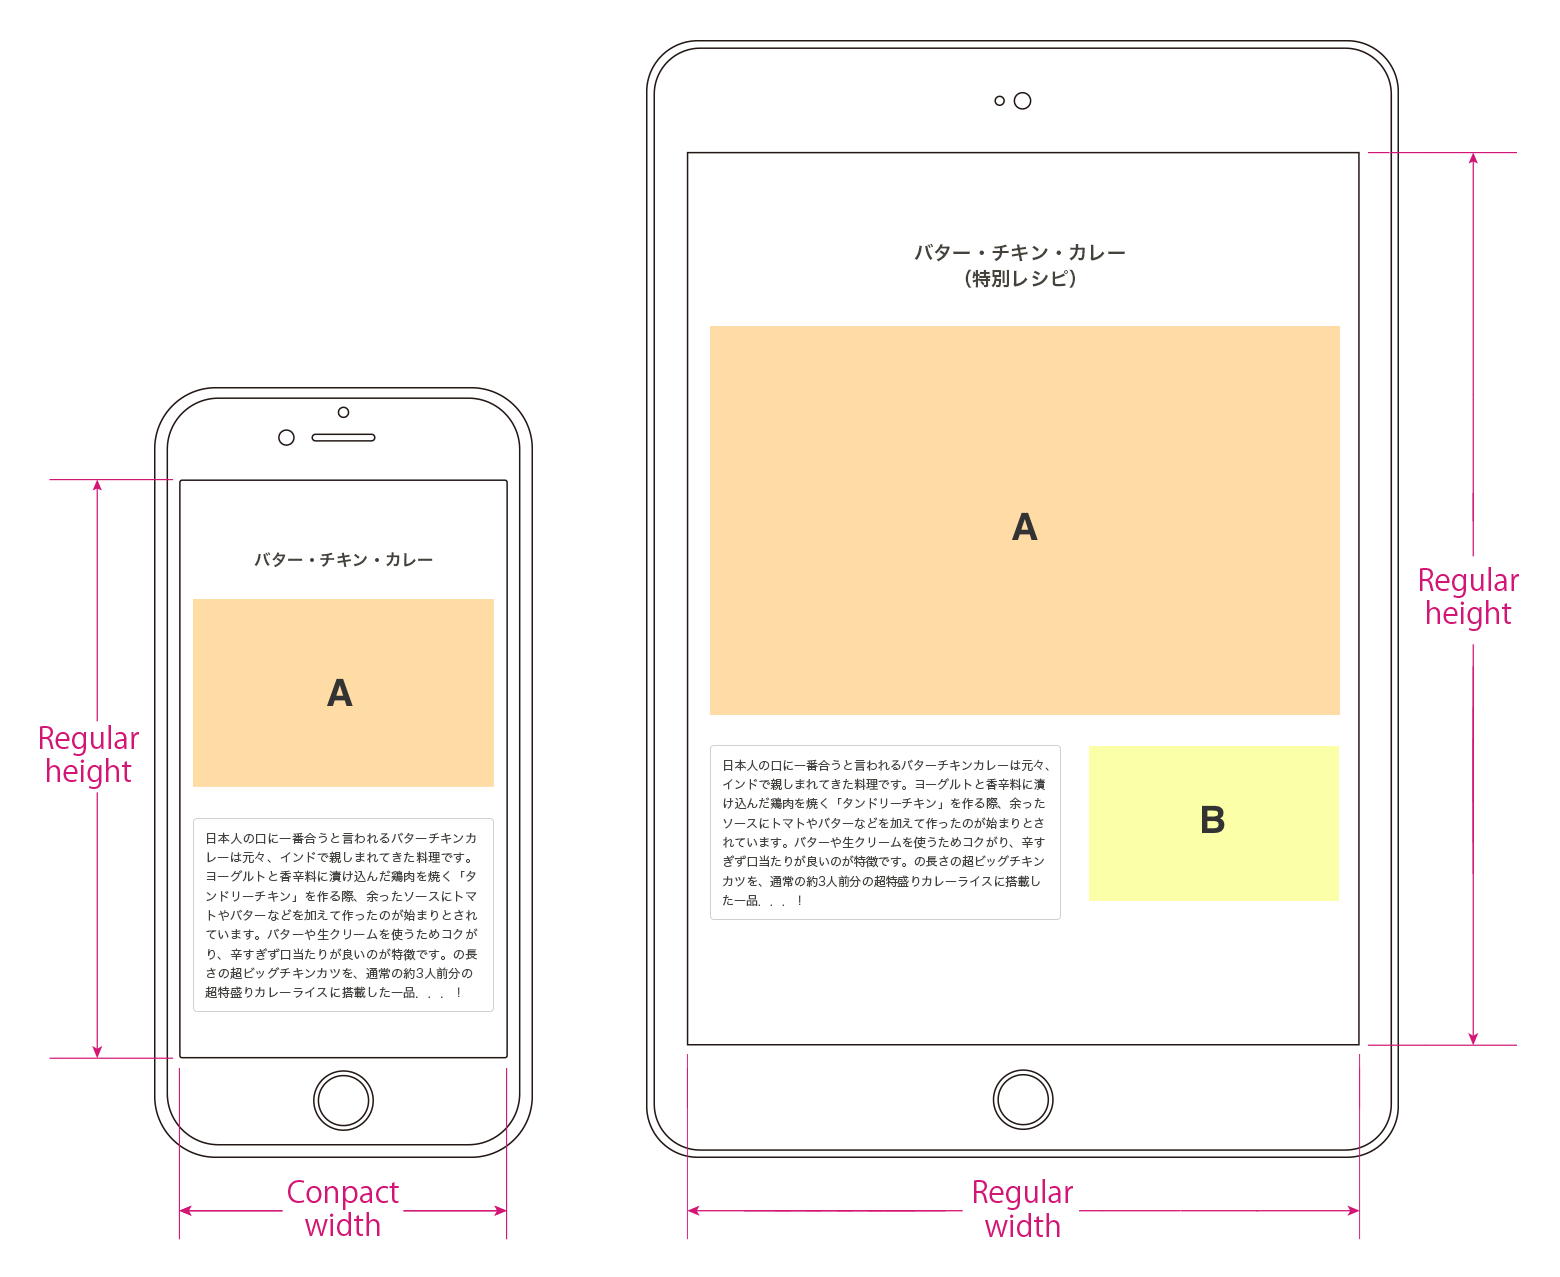 バター・チキン・カレー
A
日本人の口に一番合うと言われるバターチキンカ
レーは元々、インドで親しまれてきた料理です。
ヨーグルトと香辛料に漬け込んだ鶏肉を焼く「タ
ンドリーチキン」を作る際、余ったソースにトマ
トやバターなどを加えて作ったのが始まりとされ
ています。バターや生クリームを使うためコクが
り、辛すぎず口当たりが良いのが特徴です。の長
さの超ビッグチキンカツを、通常の約3人前分の
超特盛りカレーライスに搭載した一品．．．！
Regular
height
Conpact
width
バター・チキン・カレー
（特別レシピ）
A
日本人の口に一番合うと言われるバターチキンカレーは元々、
インドで親しまれてきた料理です。ヨーグルトと香辛料に漬
け込んだ鶏肉を焼く「タンドリーチキン」を作る際、余った
ソースにトマトやバターなどを加えて作ったのが始まりとさ
れています。バターや生クリームを使うためコクがり、辛す
ぎず口当たりが良いのが特徴です。の長さの超ビッグチキン
カツを、通常の約3人前分の超特盛りカレーライスに搭載し
た一品．．．！
B
Regular
height
Regular
width